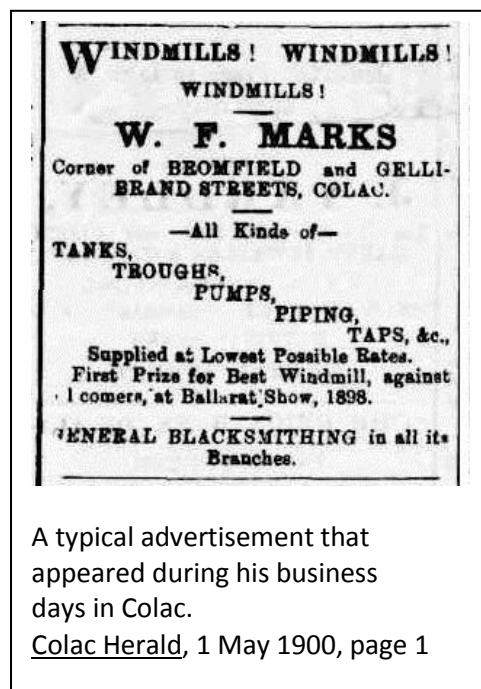 WINDMILLS! WINDMILLS!
WINDMILLS!
W. F. MARKS
Corner of BROMFIELD and GELLI-
BRAND STREETS, COLAC.
—All Kinds of—
TANKS,
TROUGHS,
PUMPS,
PIPING,
TAPS, &c.,
Supplied at Lowest Possible Rates.
First Prize for Best Windmill, against
l comers, at Ballarat Show, 1898.
GENERAL BLACKSMITHING in all its
Branches.
A typical advertisement that
appeared during his business
days in Colac.
Colac Herald, 1 May 1900, page 1